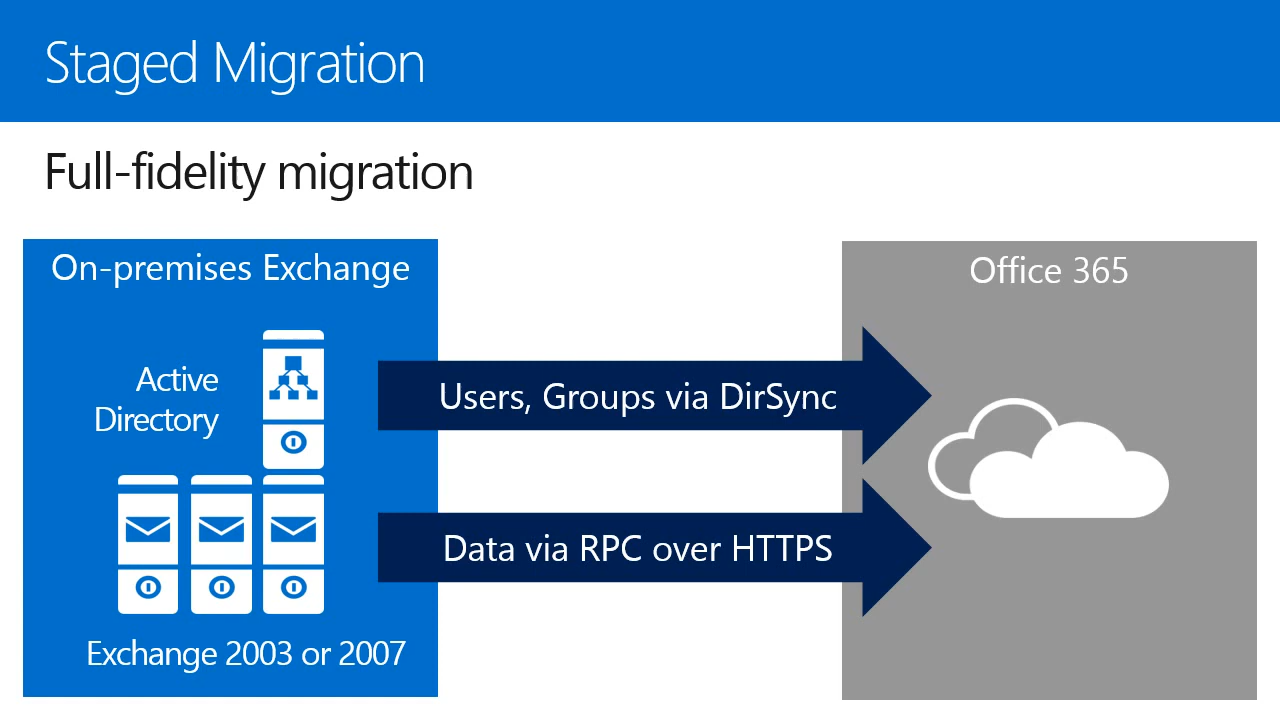 Staged Migration
Full-fidelity migration
On-premises Exchange
Active
Directory
Exchange 2003 or 2007
Users, Groups via DirSync
Data via RPC over HTTPS
Office 365